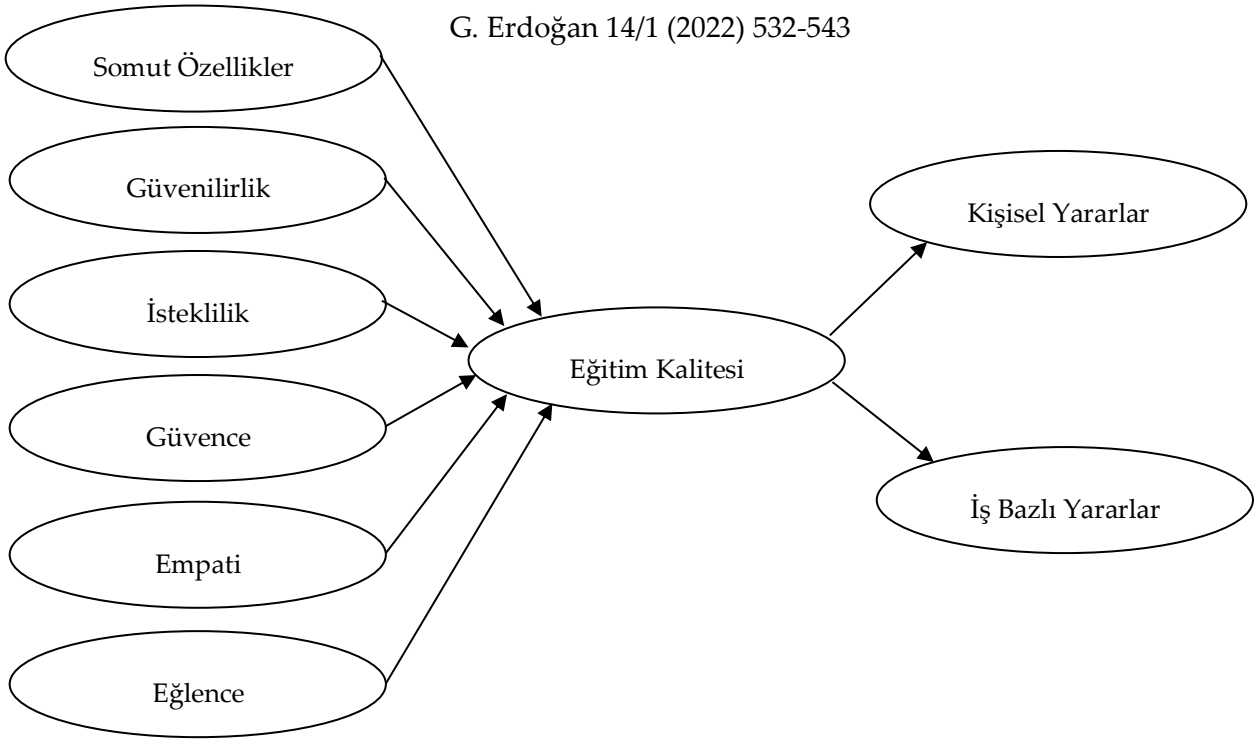 G. Erdoğan 14/1 (2022) 532-543
Somut Özellikler
Güvenilirlik
İsteklilik
Güvence
Empati
Eğlence
Eğitim Kalitesi
Kişisel Yararlar
İş Bazlı Yararlar